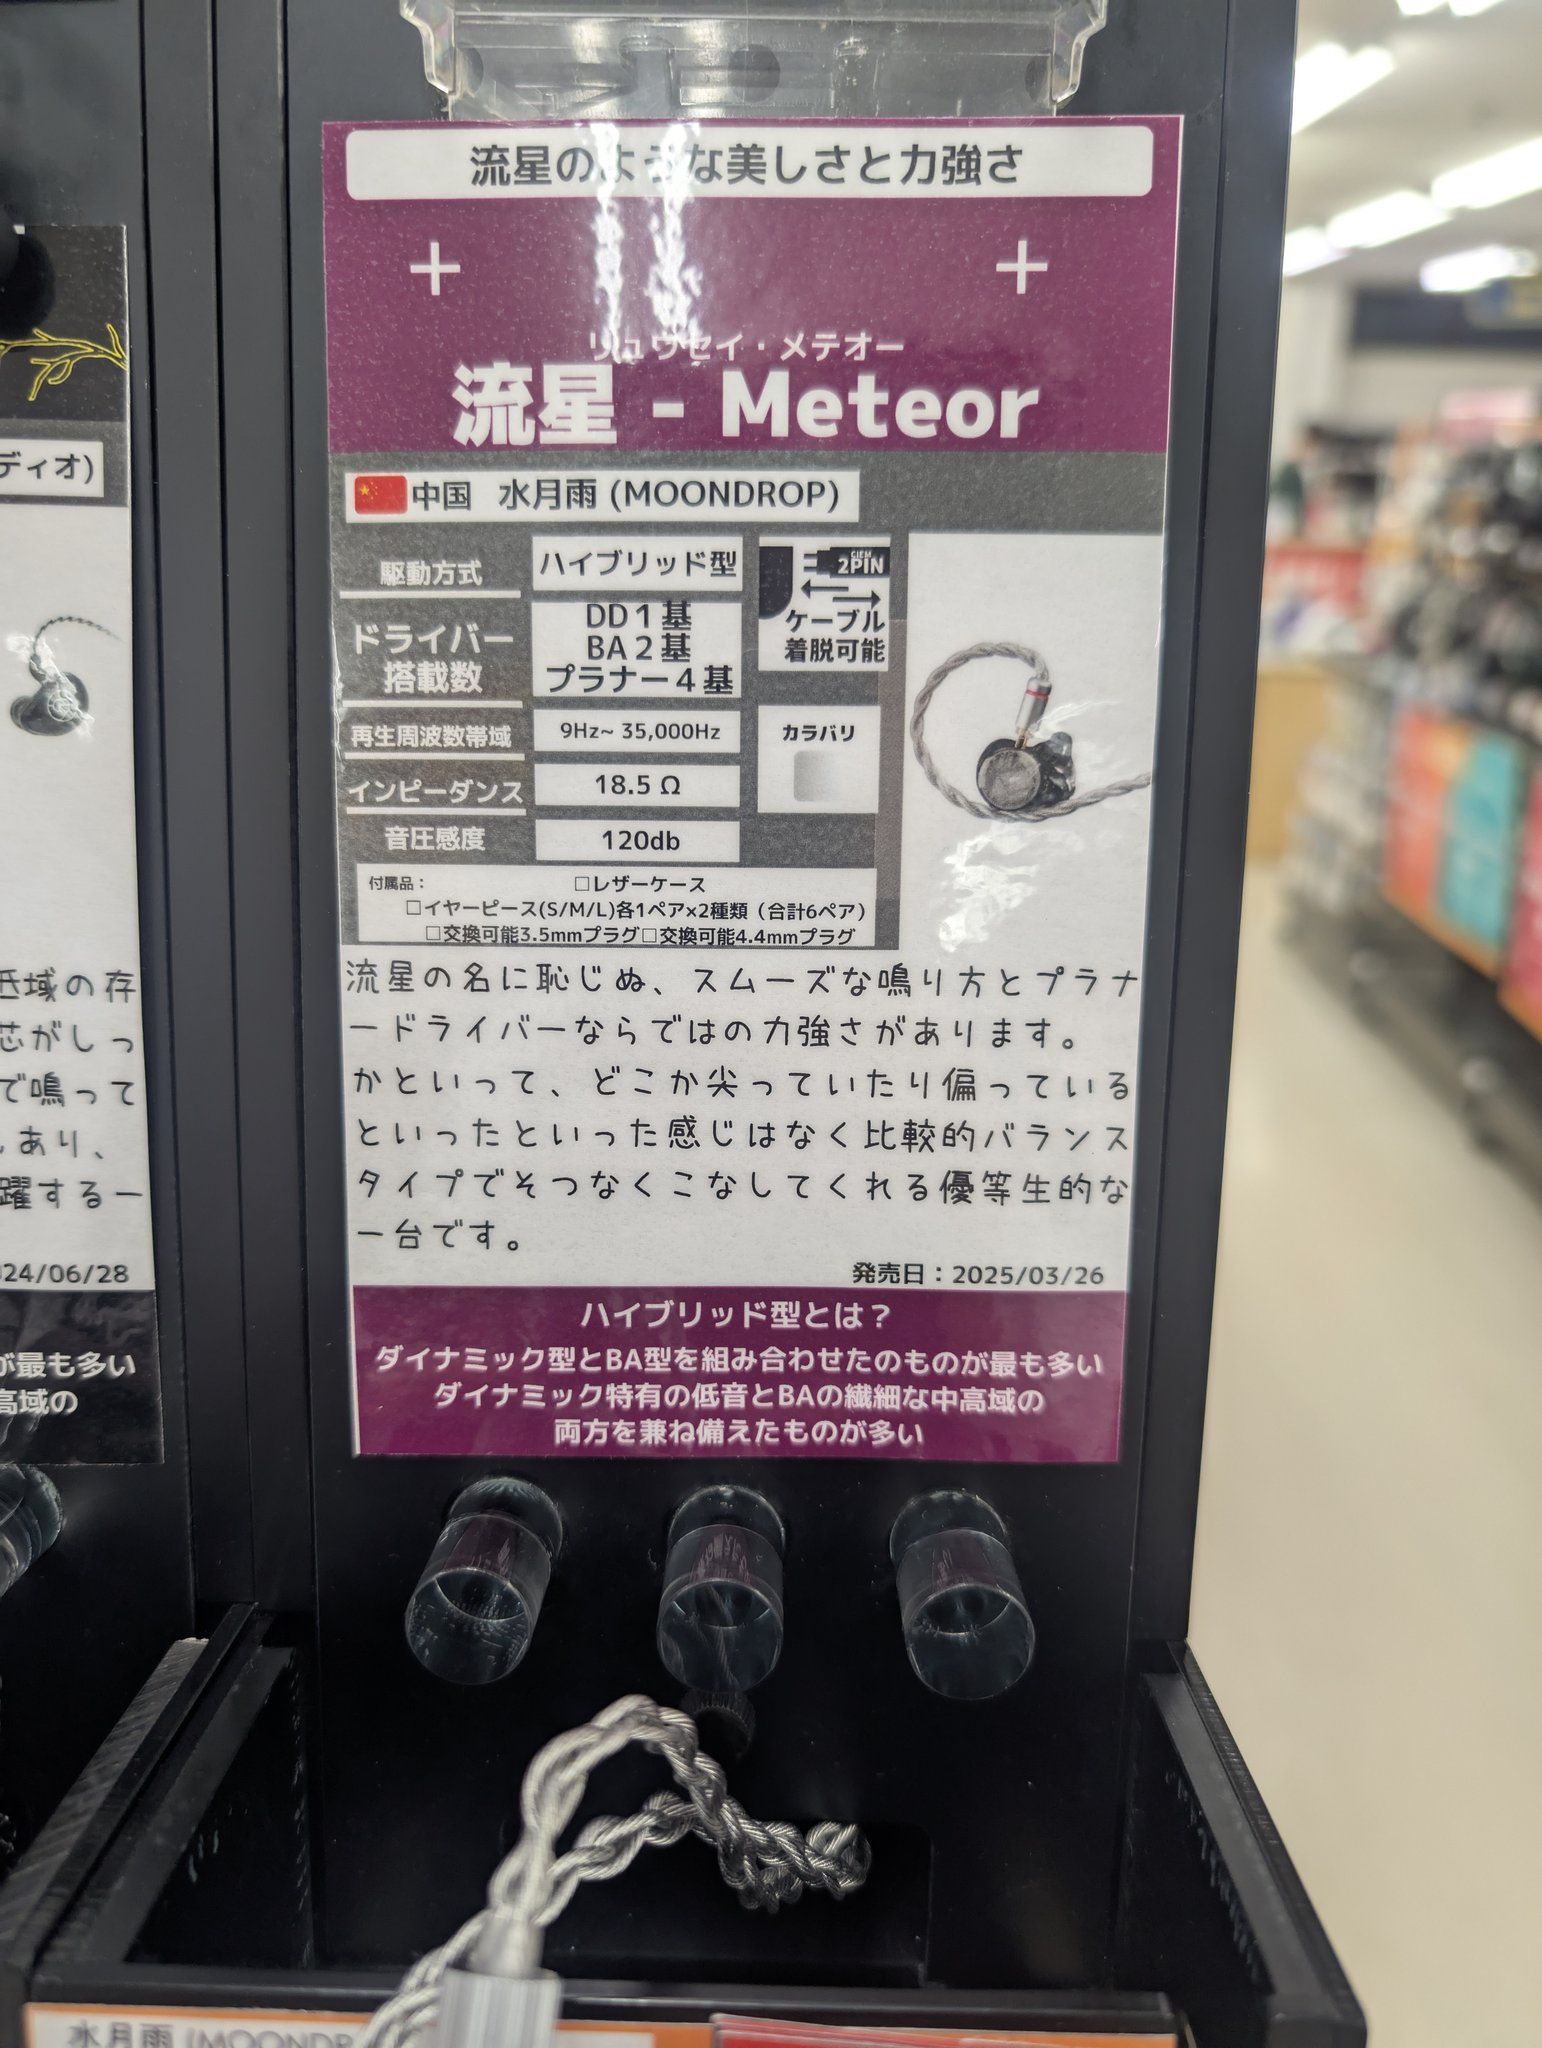 流星のような美しさと力強さ
リュウセイ・メテオー
流星 - Meteor
中国 水月雨 (MOONDROP)
駆動方式
ハイブリッド型
ドライバー
搭載数
DD1基
BA2基
プラナー4基
再生周波数帯域
9Hz~ 35,000Hz
インピーダンス
18.5 Ω
音圧感度
120db
CIEM
2PIN
ケーブル
着脱可能
カラバリ
付属品:
□レザーケース
□イヤーピース(S/M/L)各1ペア×2種類(合計6ペア)
□交換可能3.5mmプラグ□交換可能4.4mmプラグ
流星の名に恥じぬ、スムーズな鳴り方とプラナ
ードライバーならではの力強さがあります。
かといって、どこか尖っていたり偏っている
といったといった感じはなく比較的バランス
タイプでそつなくこなしてくれる優等生的な
一台です。
発売日:2025/03/26
ハイブリッド型とは?
ダイナミック型とBA型を組み合わせたのものが最も多い
ダイナミック特有の低音とBAの繊細な中高域の
両方を兼ね備えたものが多い
ディオ)
低域の存
芯がしっ
で鳴って
あり、
躍する一
24/06/28
が最も多い
高域の
水月雨 (MOONDR